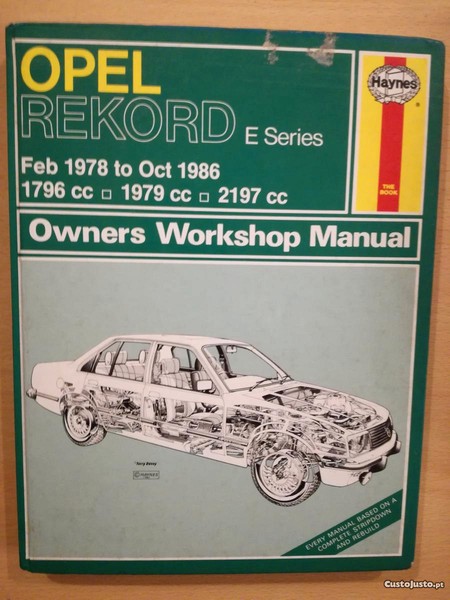 OPEL
REKORD E Series
Haynes
®
Feb 1978 to Oct 1986
1796 cc □ 1979 cc □ 2197 cc
THE
BOOK
Owners Workshop Manual
EVERY MANUAL BASED ON A
COMPLETE STRIPDOWN
AND REBUILD
CustoJusto.pt